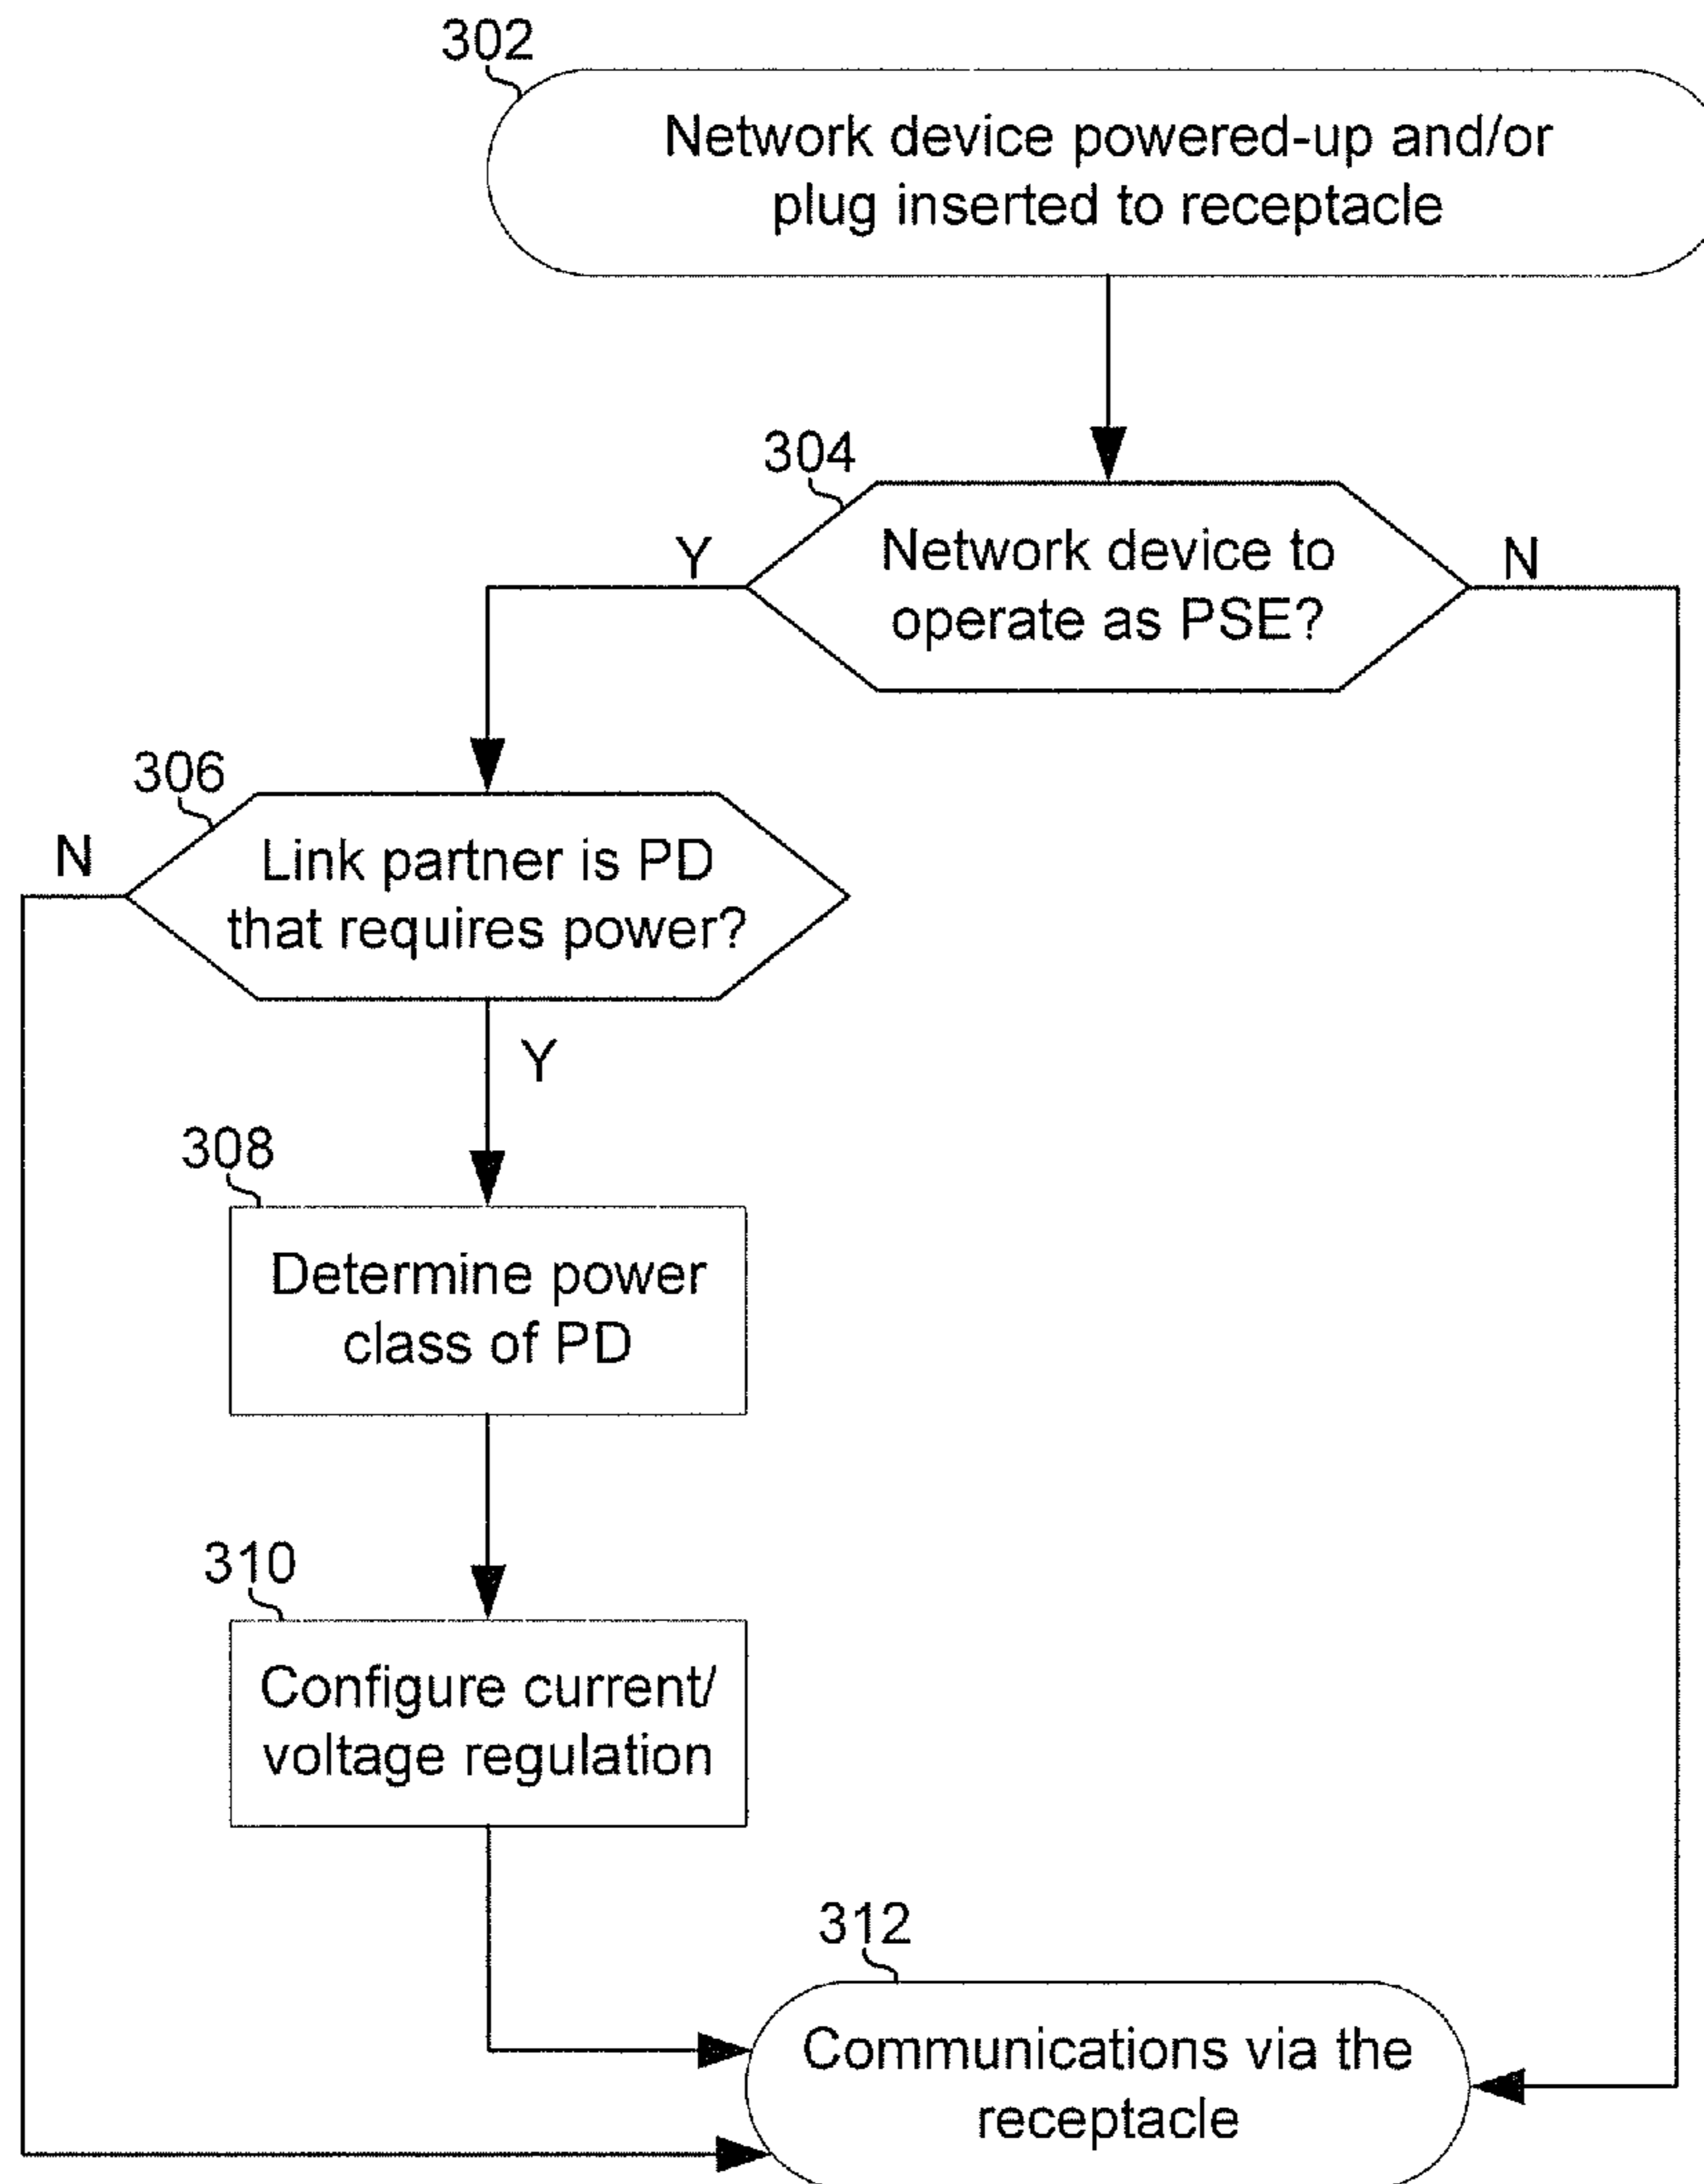 302
Network device powered-up and/or
plug inserted to receptacle
304
Y
Network device to
operate as PSE?
N
306
N
Link partner is PD
that requires power?
Y
308
Determine power
class of PD
310
Configure current/
voltage regulation
312
Communications via the
receptacle